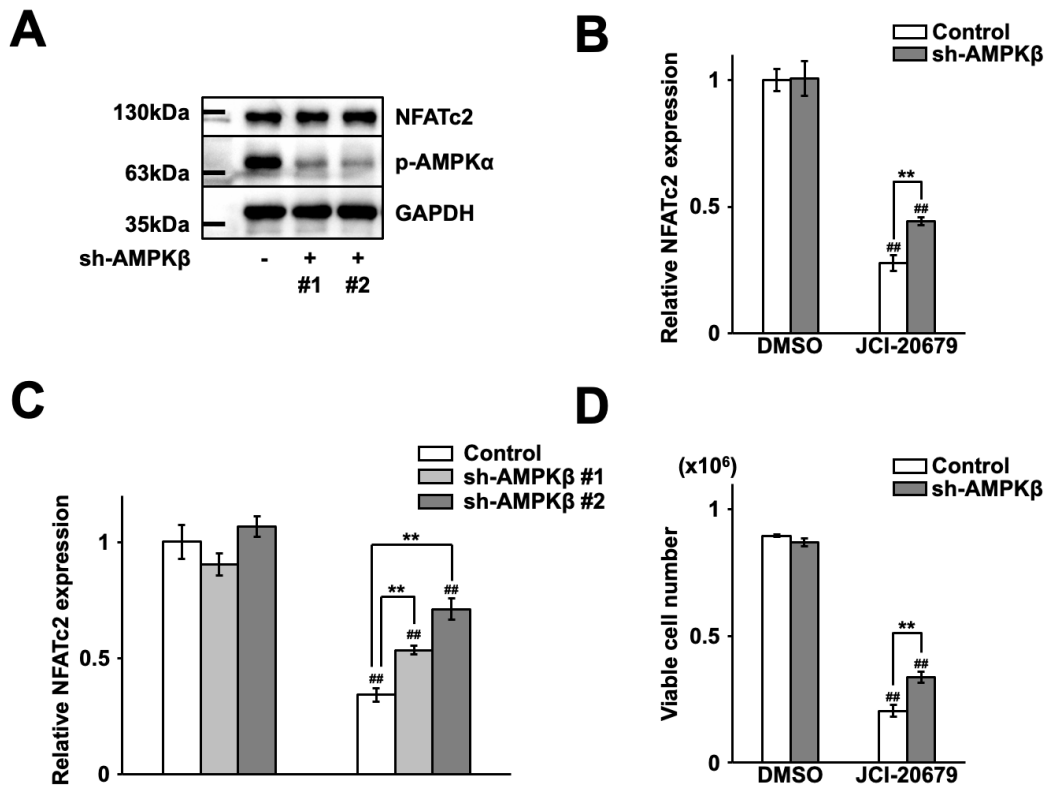 A
130kDa
63kDa
35kDa
NFATc2
p-AMPKα
GAPDH
sh-AMPKβ - + +
#1 #2
B
Control
sh-AMPKβ
Relative NFATc2 expression
1
0.5
0
**
##
##
DMSO JCI-20679
C
Control
sh-AMPKβ #1
sh-AMPKβ #2
Relative NFATc2 expression
1
0.5
0
**
**
##
##
##
D
(x10⁶)
Control
sh-AMPKβ
Viable cell number
1
0.5
0
**
##
##
DMSO JCI-20679